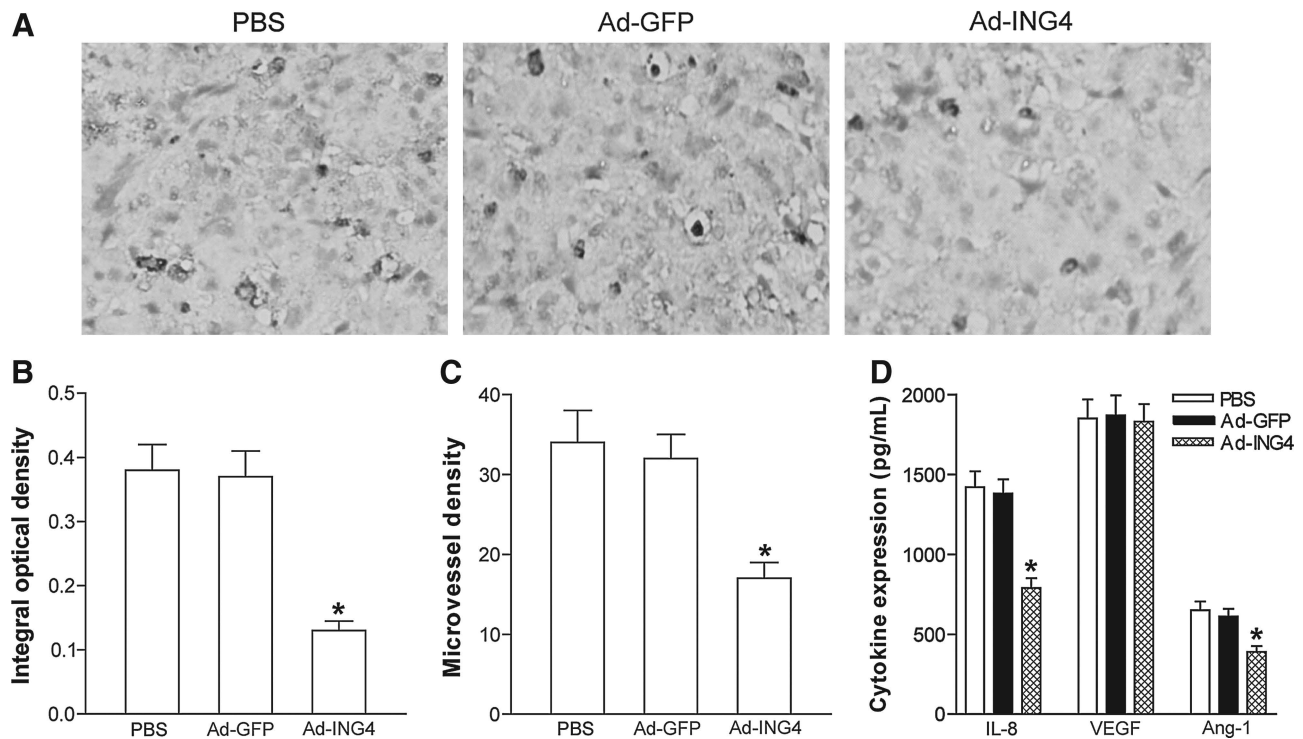 A
PBS
Ad-GFP
Ad-ING4
B
Integral optical density
0.5
0.4
0.3
0.2
0.1
0.0
*
PBS
Ad-GFP
Ad-ING4
C
Microvessel density
40
30
20
10
0
*
PBS
Ad-GFP
Ad-ING4
D
Cytokine expression (pg/mL)
2000
1500
1000
500
0
PBS
Ad-GFP
Ad-ING4
*
*
IL-8
VEGF
Ang-1